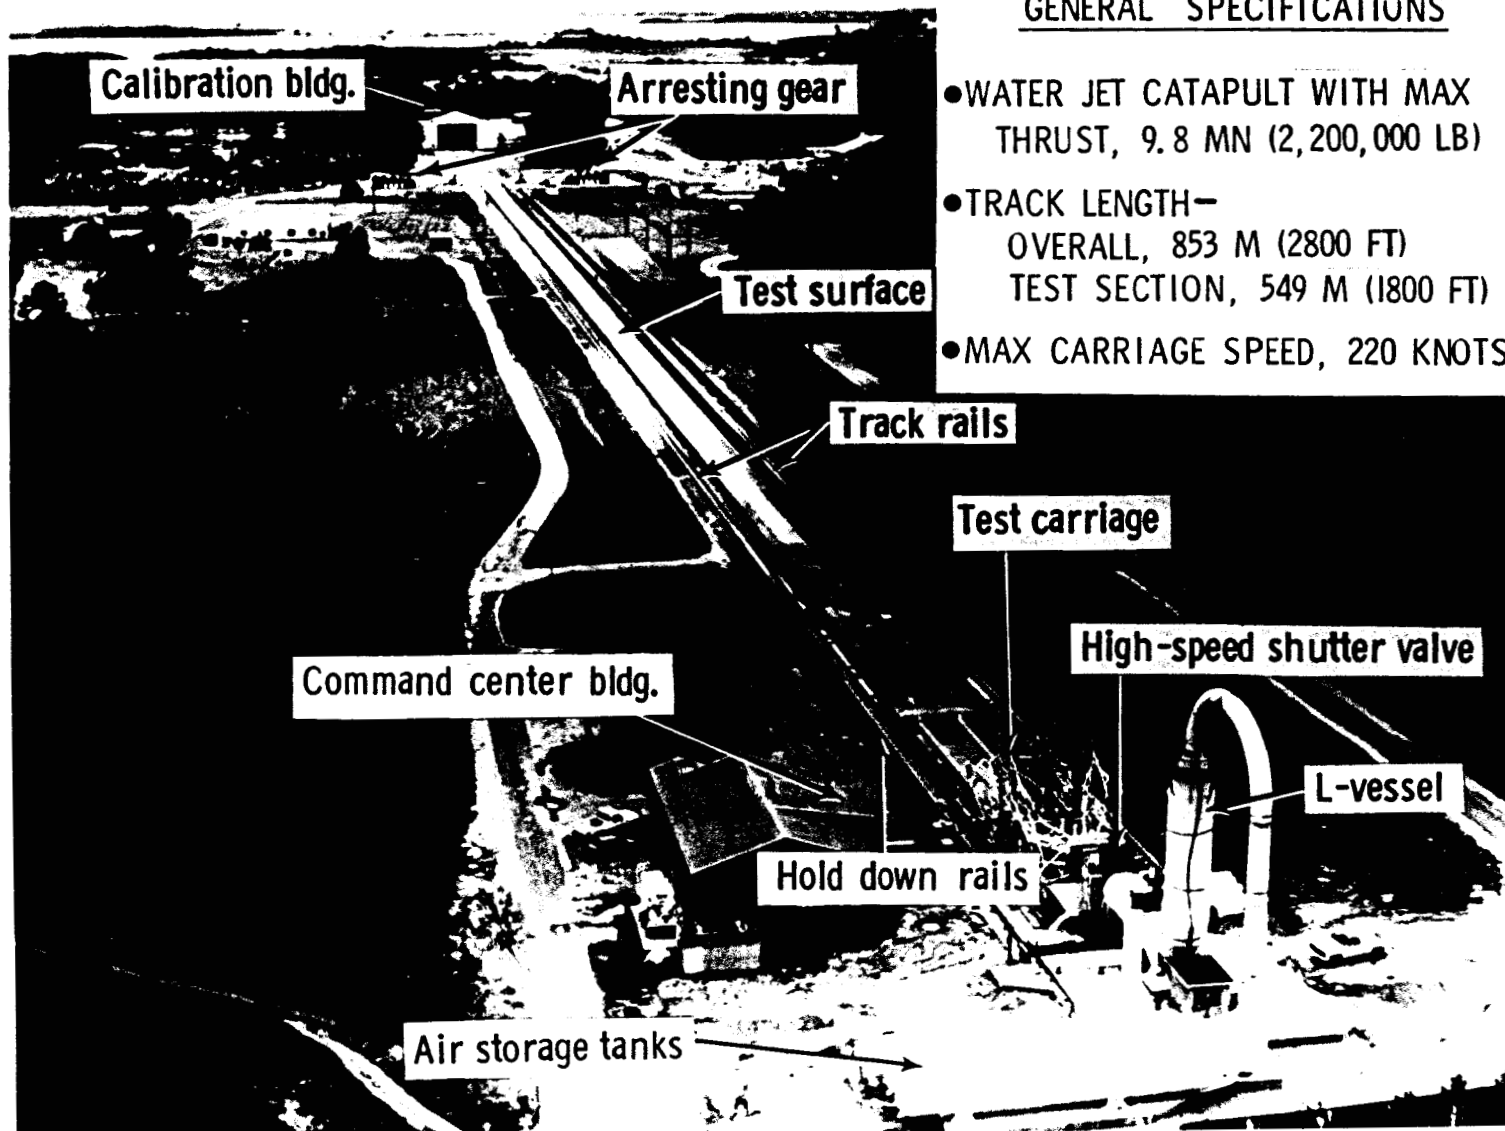 GENERAL SPECIFICATIONS
●WATER JET CATAPULT WITH MAX
THRUST, 9.8 MN (2,200,000 LB)
●TRACK LENGTH–
OVERALL, 853 M (2800 FT)
TEST SECTION, 549 M (1800 FT)
●MAX CARRIAGE SPEED, 220 KNOTS
Calibration bldg.
Arresting gear
Test surface
Track rails
Test carriage
High-speed shutter valve
Command center bldg.
L-vessel
Hold down rails
Air storage tanks